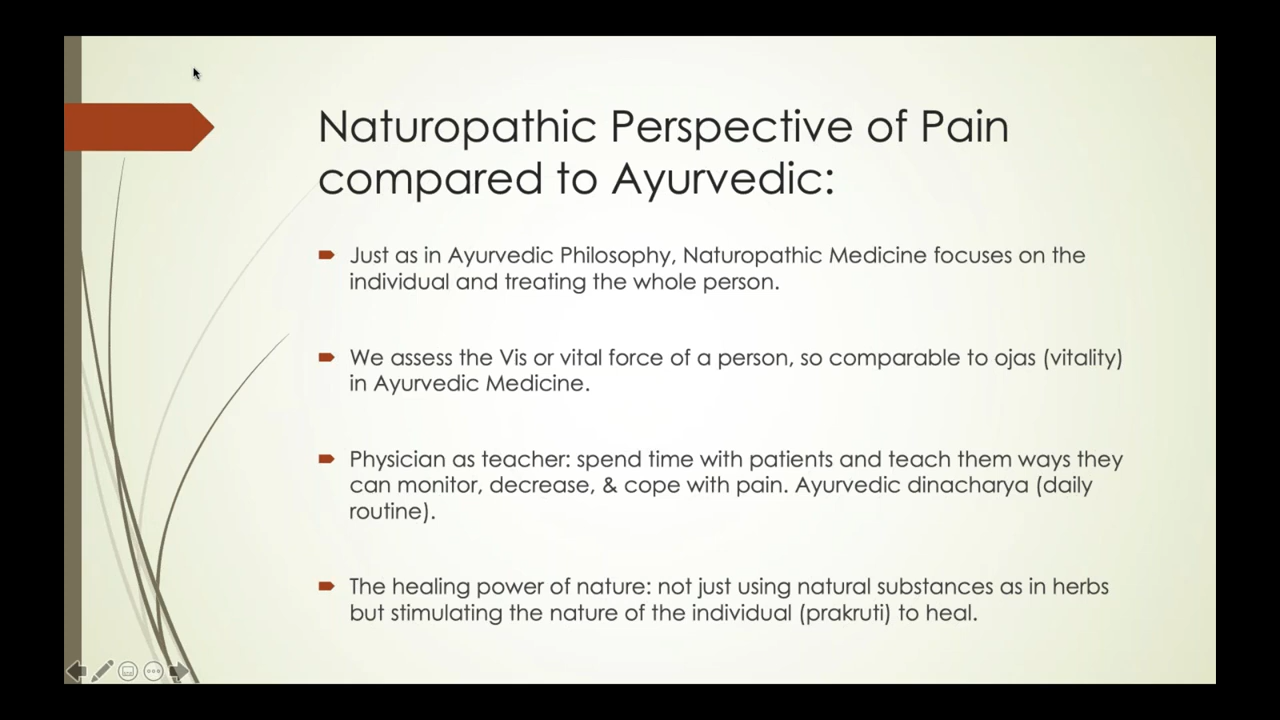 Naturopathic Perspective of Pain
compared to Ayurvedic:
Just as in Ayurvedic Philosophy, Naturopathic Medicine focuses on the
individual and treating the whole person.
We assess the Vis or vital force of a person, so comparable to ojas (vitality)
in Ayurvedic Medicine.
Physician as teacher: spend time with patients and teach them ways they
can monitor, decrease, & cope with pain. Ayurvedic dinacharya (daily
routine).
The healing power of nature: not just using natural substances as in herbs
but stimulating the nature of the individual (prakruti) to heal.